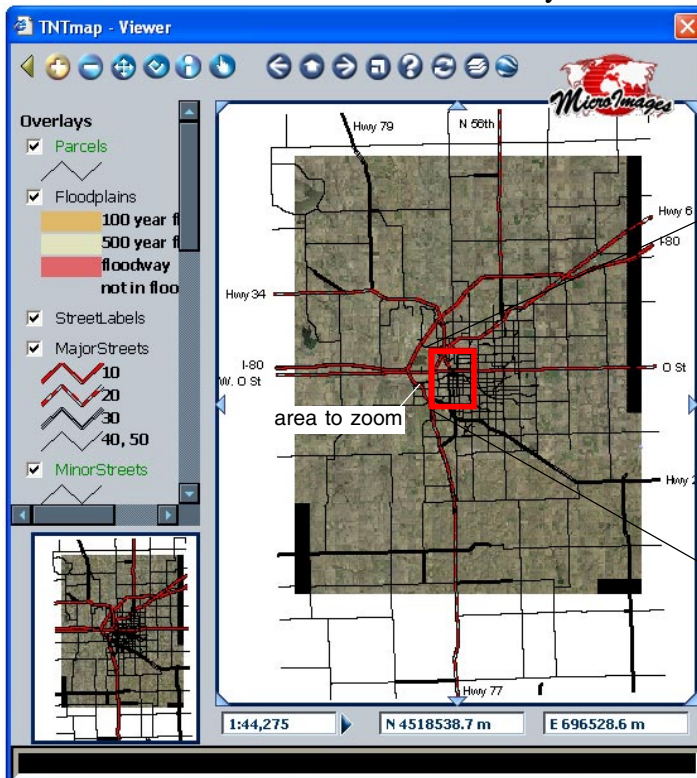 TNTmap - Viewer
MicroImages
Overlays
Parcels
Floodplains
100 year f
500 year f
floodway
not in floo
StreetLabels
MajorStreets
10
20
30
40, 50
MinorStreets
Hwy 79
N 56th
Hwy 6
I-80
Hwy 34
I-80
W. O St
O St
area to zoom
Hwy 2
Hwy 77
1:44,275
N 4518538.7 m
E 696528.6 m